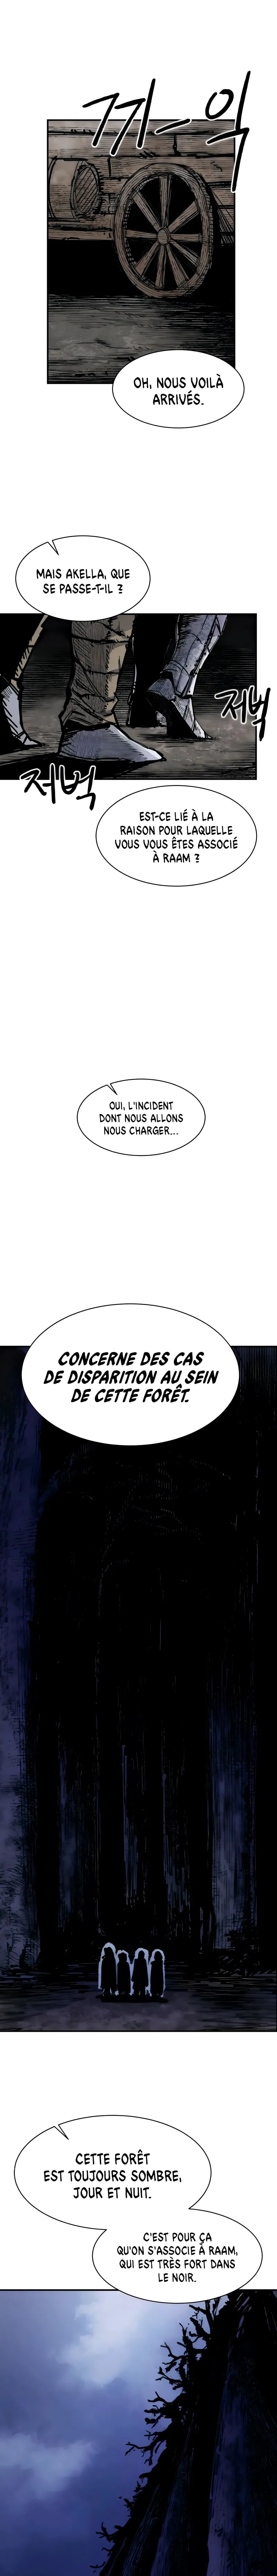 끼-익
OH, NOUS VOILÀ
ARRIVÉS.
MAIS AKELLA, QUE
SE PASSE-T-IL ?
저벅
저벅
EST-CE LIÉ À LA
RAISON POUR LAQUELLE
VOUS VOUS ÊTES ASSOCIÉ
À RAAM ?
OUI, L'INCIDENT
DONT NOUS ALLONS
NOUS CHARGER...
CONCERNE DES CAS
DE DISPARITION AU SEIN
DE CETTE FORÊT.
CETTE FORÊT
EST TOUJOURS SOMBRE,
JOUR ET NUIT.
C'EST POUR ÇA
QU'ON S'ASSOCIE À RAAM,
QUI EST TRÈS FORT DANS
LE NOIR.